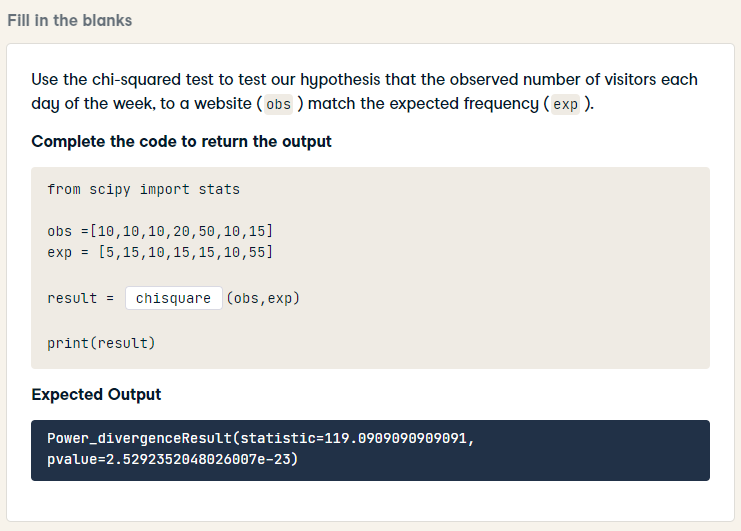 Fill in the blanks
Use the chi-squared test to test our hypothesis that the observed number of visitors each
day of the week, to a website ( obs ) match the expected frequency ( exp ).
Complete the code to return the output
from scipy import stats
obs =[10,10,10,20,50,10,15]
exp = [5,15,10,15,15,10,55]
result = chisquare (obs,exp)
print(result)
Expected Output
Power_divergenceResult(statistic=119.0909090909091,
pvalue=2.5292352048026007e-23)